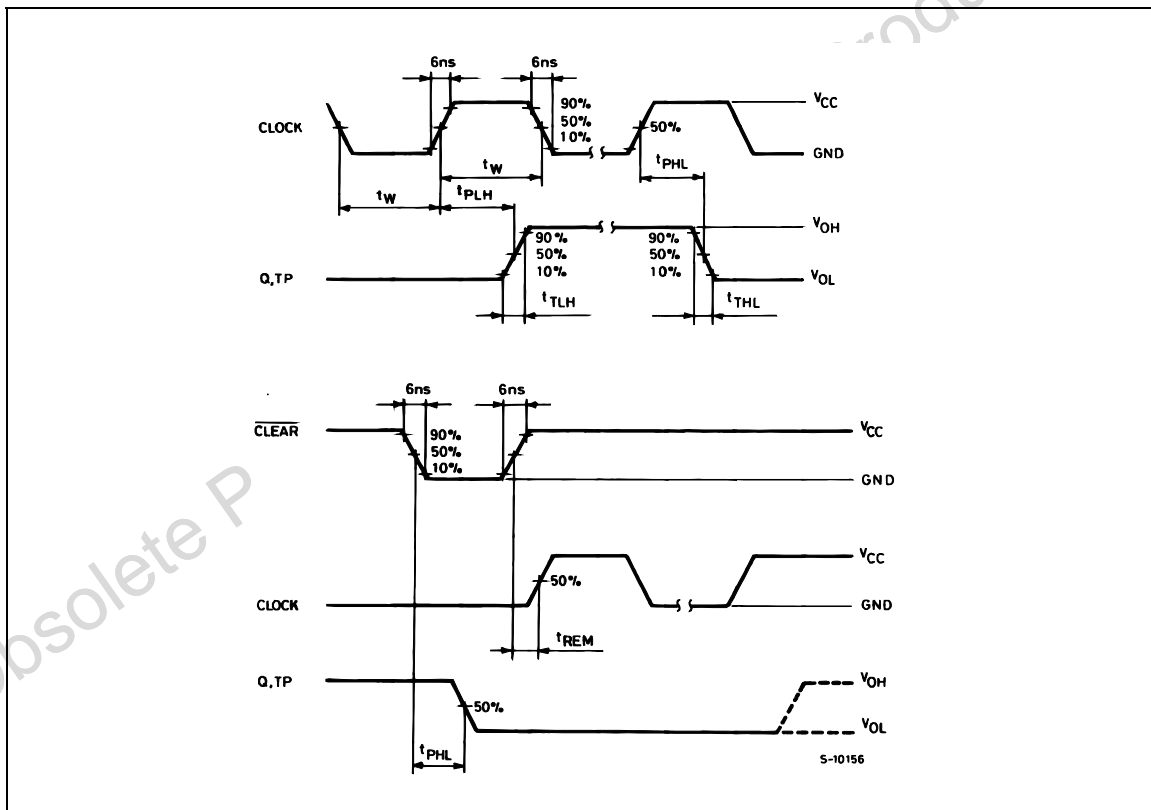 6ns 6ns
CLOCK 90% 50% VCC
50%
10% GND
tPHL
tW
tW tPLH
VOH
90% 90%
50% 50%
Q,TP 10% 10% VOL
tTLH tTHL
6ns 6ns
CLEAR 90% VCC
50%
10% GND
VCC
50%
CLOCK GND
tREM
Q,TP VOH
50%
VOL
tPHL
S-10156